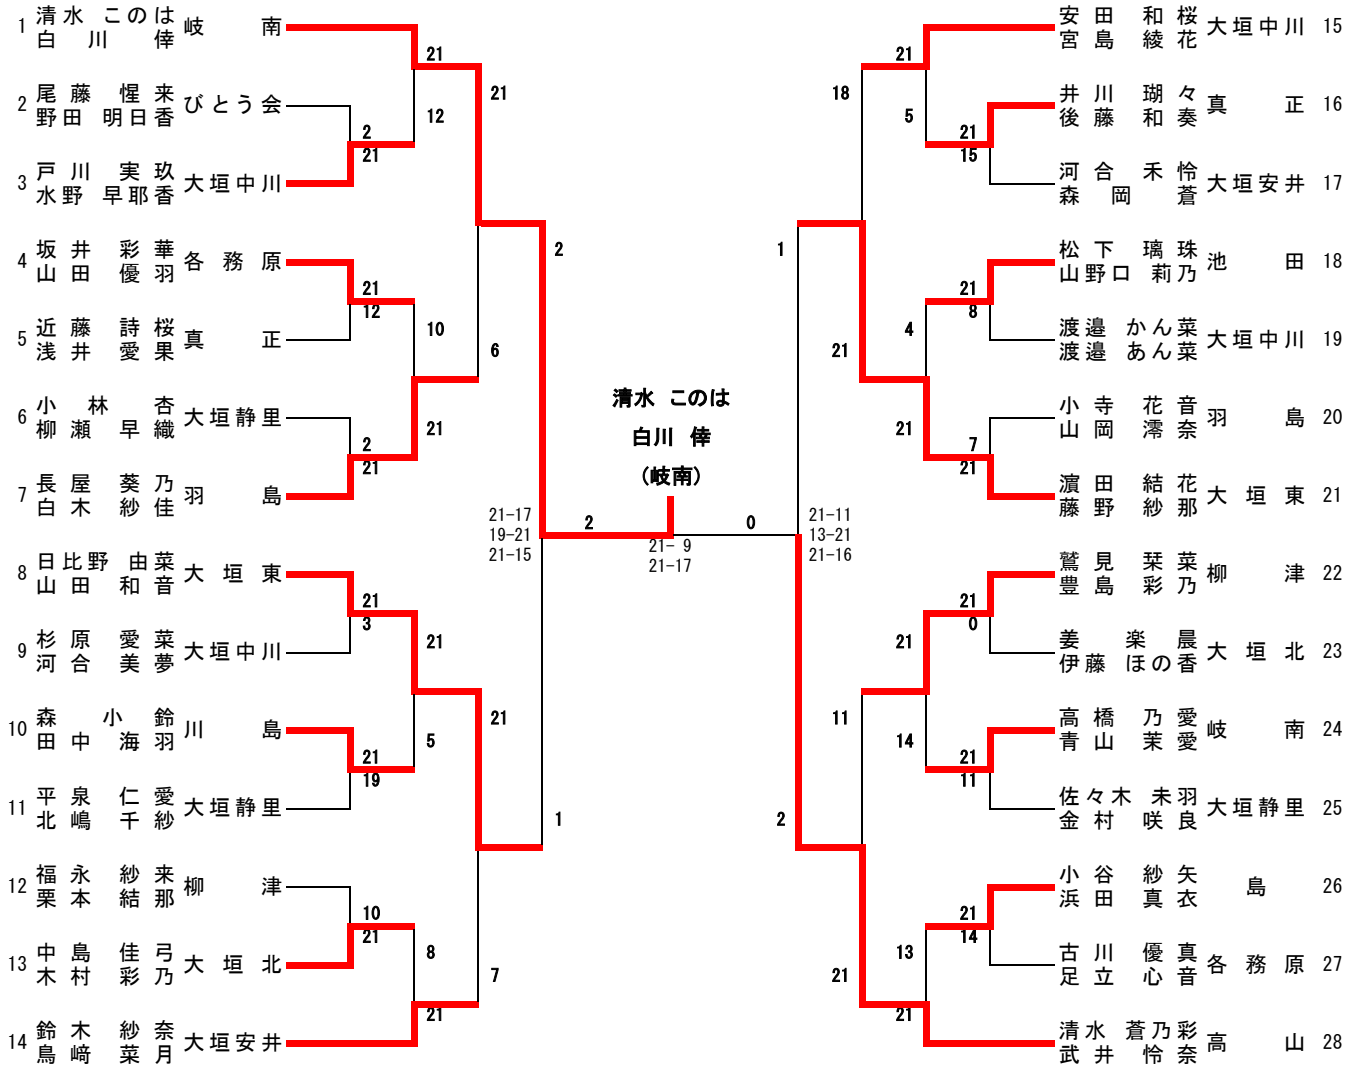 1 清水 このは 岐南
白川 倖
2 尾藤 惺来 びとう会
野田 明日香
3 戸川 実玖 大垣中川
水野 早耶香
4 坂井 彩華 各務原
山田 優羽
5 近藤 詩桜 真正
浅井 愛果
6 小林 杏 大垣静里
柳瀬 早織
7 長屋 葵乃 羽島
白木 紗佳
8 日比野 由菜 大垣東
山田 和音
9 杉原 愛菜 大垣中川
河合 美夢
10 森 小鈴 川島
田中 海羽
11 平泉 仁愛 大垣静里
北嶋 千紗
12 福永 紗来 柳津
栗本 結那
13 中島 佳弓 大垣北
木村 彩乃
14 鈴木 紗奈 大垣安井
鳥﨑 菜月
21
12
2
21
21
12
10
21
2
21
21
6
21
3
21
5
21
19
10
21
8
21
21
7
2
1
21-17
19-21
21-15
清水 このは
白川 倖
(岐南)
2
0
21- 9
21-17
21-11
13-21
21-16
1
2
18
21
11
21
21
5
21
15
4
21
21
8
7
21
21
14
21
0
21
11
13
21
21
14
安田 和桜 大垣中川 15
宮島 綾花
井川 瑚々 真正 16
後藤 和奏
河合 禾怜 大垣安井 17
森岡 蒼
松下 璃珠 池田 18
山野口 莉乃
渡邉 かん菜 大垣中川 19
渡邉 あん菜
小寺 花音 羽島 20
山岡 澪奈
濵田 結花 大垣東 21
藤野 紗那
鷲見 栞菜 柳津 22
豊島 彩乃
姜 楽晨 大垣北 23
伊藤 ほの香
高橋 乃愛 岐南 24
青山 茉愛
佐々木 未羽 大垣静里 25
金村 咲良
小谷 紗矢 島 26
浜田 真衣
古川 優真 各務原 27
足立 心音
清水 蒼乃彩 高山 28
武井 怜奈